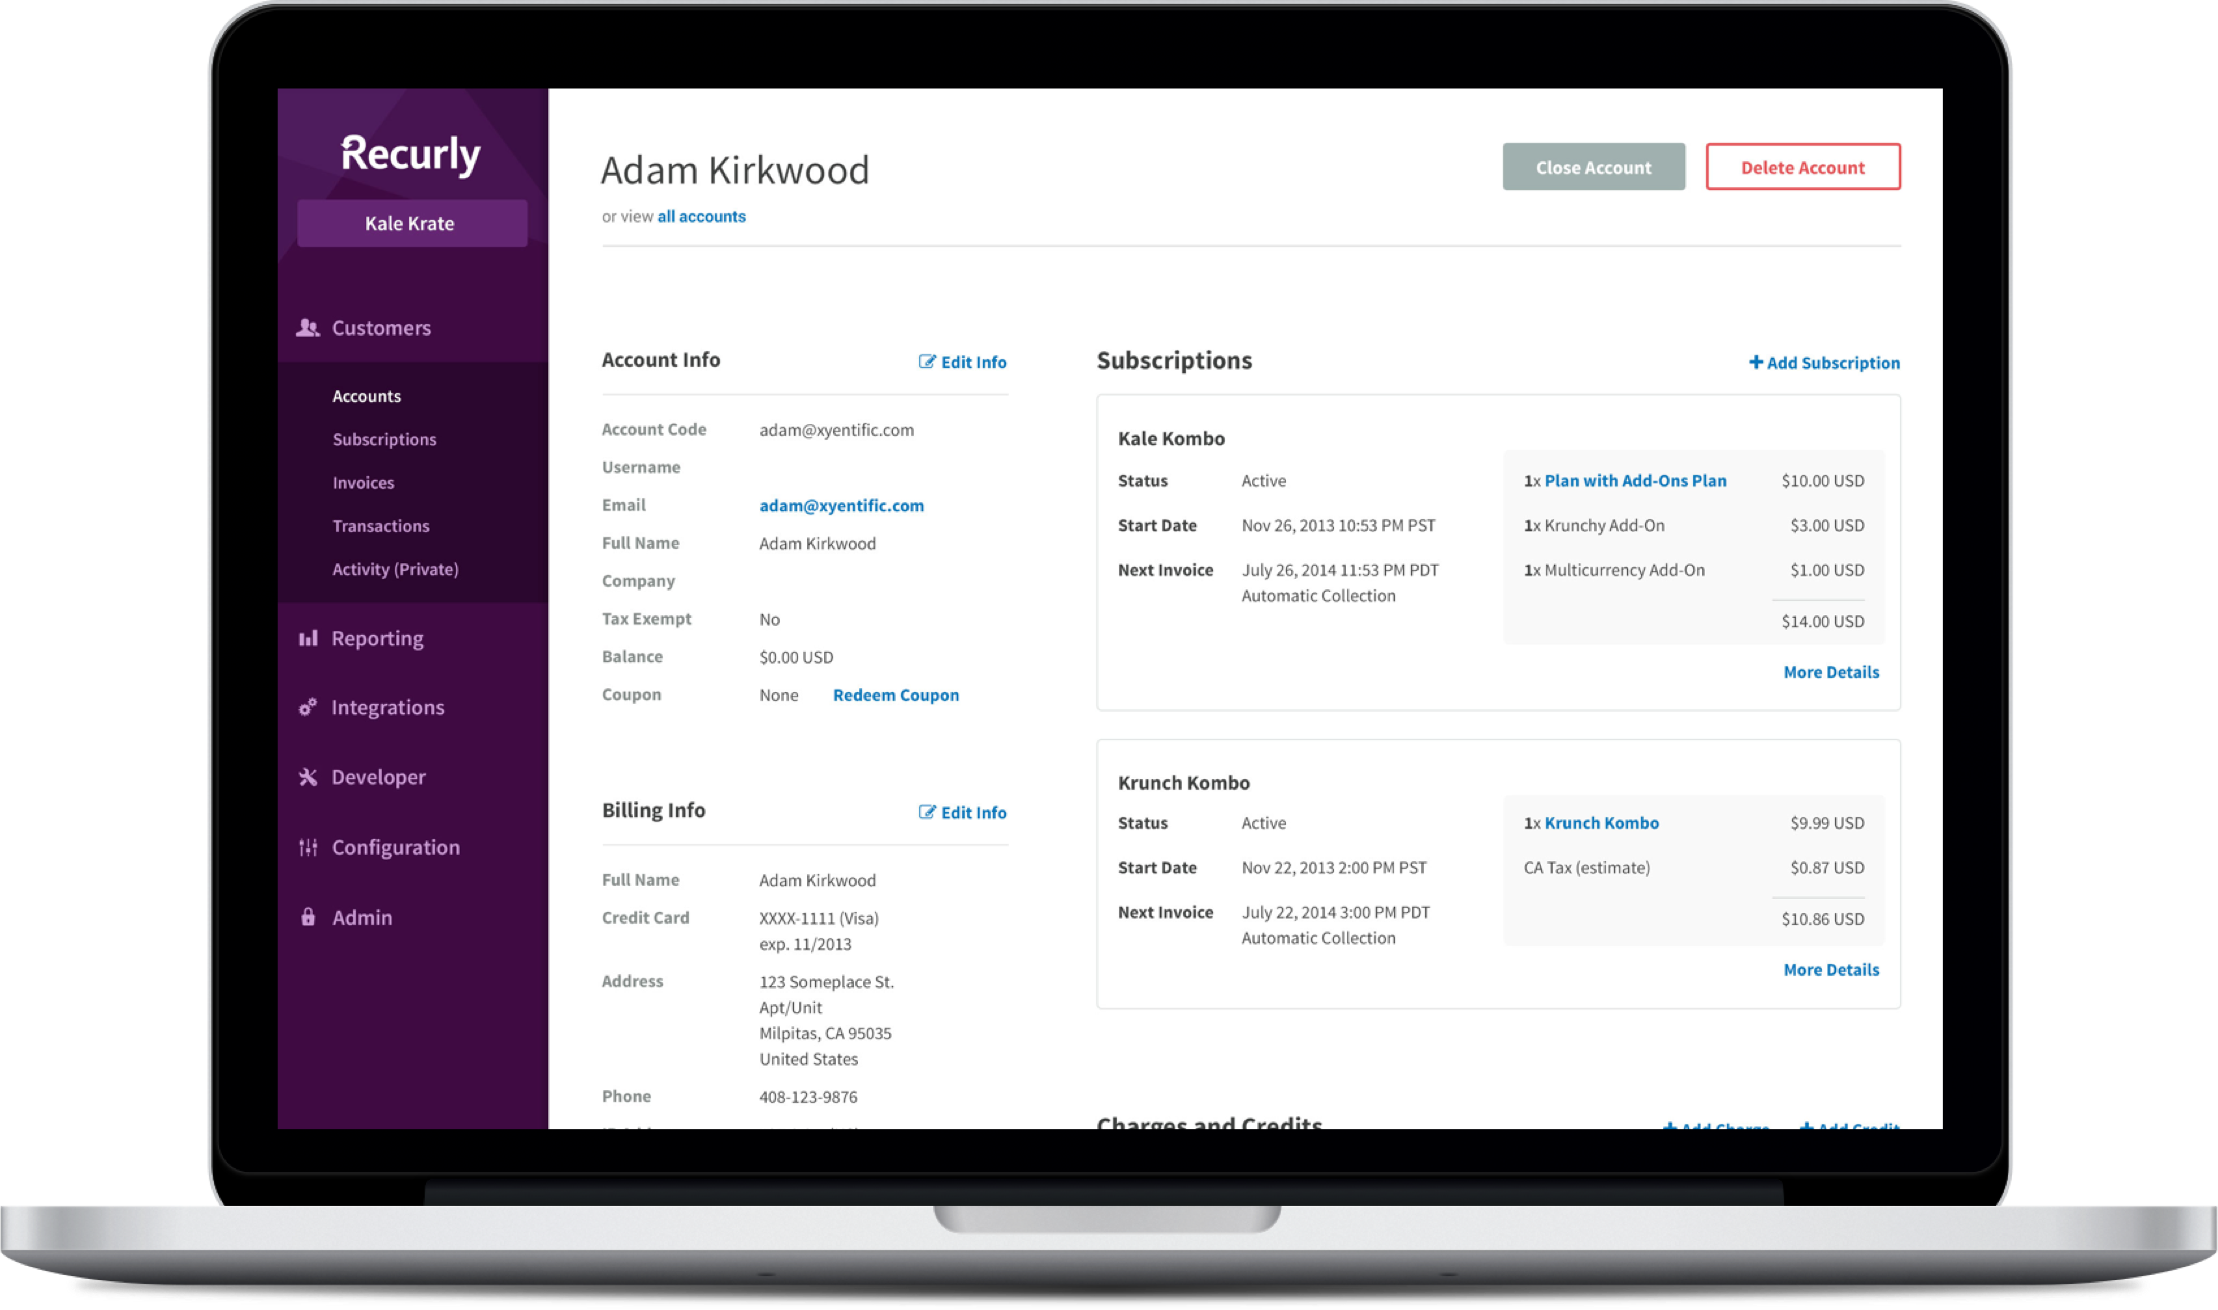 Recurly
Kale Krate
Customers
Accounts
Subscriptions
Invoices
Transactions
Activity (Private)
Reporting
Integrations
Developer
Configuration
Admin
Adam Kirkwood
or view all accounts
Close Account
Delete Account
Account Info
Edit Info
Account Code adam@xyentific.com
Username
Email adam@xyentific.com
Full Name Adam Kirkwood
Company
Tax Exempt No
Balance $0.00 USD
Coupon None Redeem Coupon
Billing Info
Edit Info
Full Name Adam Kirkwood
Credit Card XXXX-1111 (Visa)
exp. 11/2013
Address 123 Someplace St.
Apt/Unit
Milpitas, CA 95035
United States
Phone 408-123-9876
Subscriptions
+ Add Subscription
Kale Kombo
Status Active
Start Date Nov 26, 2013 10:53 PM PST
Next Invoice July 26, 2014 11:53 PM PDT
Automatic Collection
1x Plan with Add-Ons Plan $10.00 USD
1x Krunchy Add-On $3.00 USD
1x Multicurrency Add-On $1.00 USD
$14.00 USD
More Details
Krunch Kombo
Status Active
Start Date Nov 22, 2013 2:00 PM PST
Next Invoice July 22, 2014 3:00 PM PDT
Automatic Collection
1x Krunch Kombo $9.99 USD
CA Tax (estimate) $0.87 USD
$10.86 USD
More Details
Charges and Credits
+ Add Charge
+ Add Credit